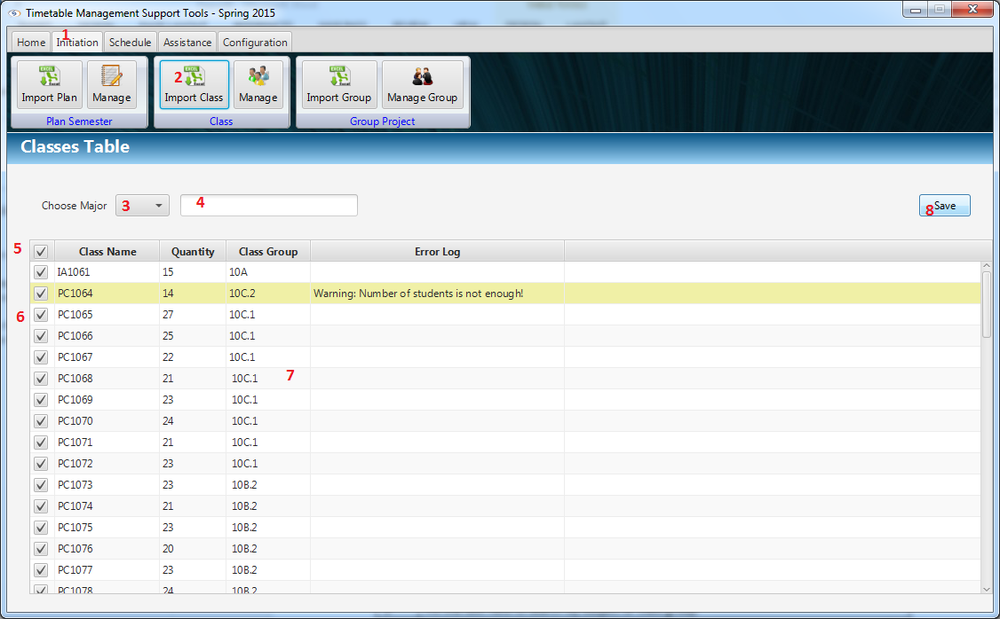 Timetable Management Support Tools - Spring 2015
1
Home Initiation Schedule Assistance Configuration
EXCEL EXCEL EXCEL
2
Import Plan Manage Import Class Manage Import Group Manage Group
Plan Semester Class Group Project
Classes Table
Choose Major 3 4 8 Save
5 Class Name Quantity Class Group Error Log
IA1061 15 10A
PC1064 14 10C.2 Warning: Number of students is not enough!
6 PC1065 27 10C.1
PC1066 25 10C.1
PC1067 22 10C.1
PC1068 21 10C.1 7
PC1069 23 10C.1
PC1070 24 10C.1
PC1071 21 10C.1
PC1072 23 10C.1
PC1073 23 10B.2
PC1074 21 10B.2
PC1075 23 10B.2
PC1076 20 10B.2
PC1077 23 10B.2
PC1078 24 10B.2